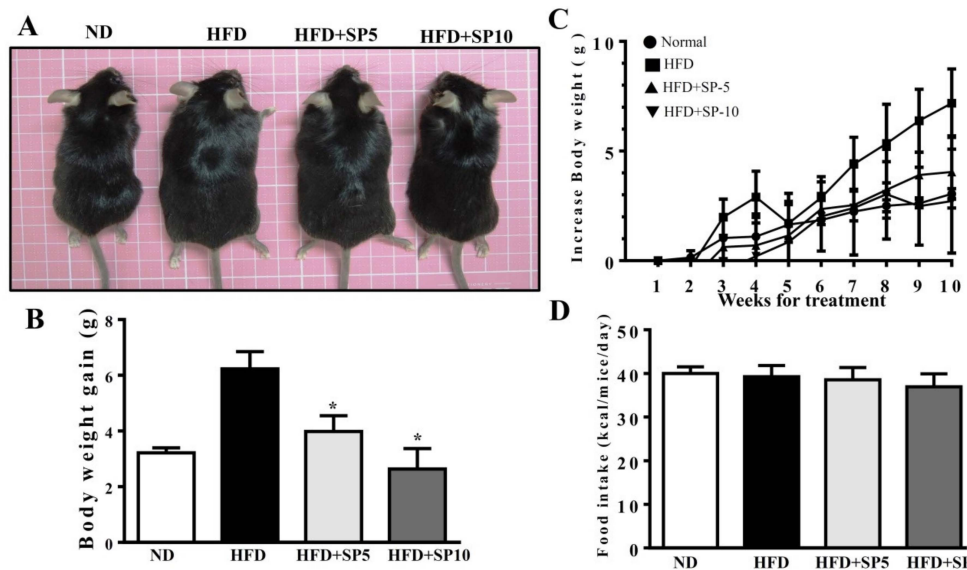 A
ND
HFD
HFD+SP5
HFD+SP10
B
Body weight gain (g)
8
6
4
2
0
*
*
ND
HFD
HFD+SP5
HFD+SP10
C
Increase Body weight ( g )
10
5
0
Normal
HFD
HFD+SP-5
HFD+SP-10
1 2 3 4 5 6 7 8 9 10
Weeks for treatment
D
Food intake (kcal/mice/day)
50
40
30
20
10
0
ND
HFD
HFD+SP5
HFD+SP